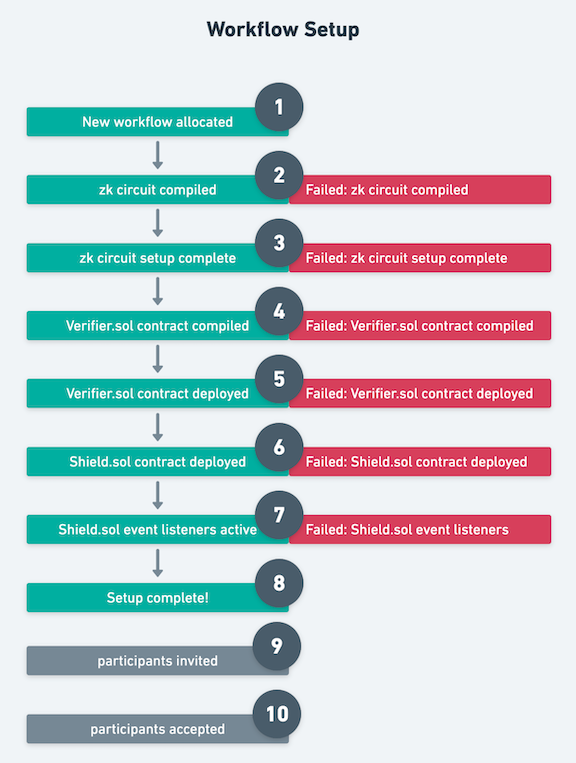 Workflow Setup
1
New workflow allocated
2
zk circuit compiled
Failed: zk circuit compiled
3
zk circuit setup complete
Failed: zk circuit setup complete
4
Verifier.sol contract compiled
Failed: Verifier.sol contract compiled
5
Verifier.sol contract deployed
Failed: Verifier.sol contract deployed
6
Shield.sol contract deployed
Failed: Shield.sol contract deployed
7
Shield.sol event listeners active
Failed: Shield.sol event listeners
8
Setup complete!
9
participants invited
10
participants accepted